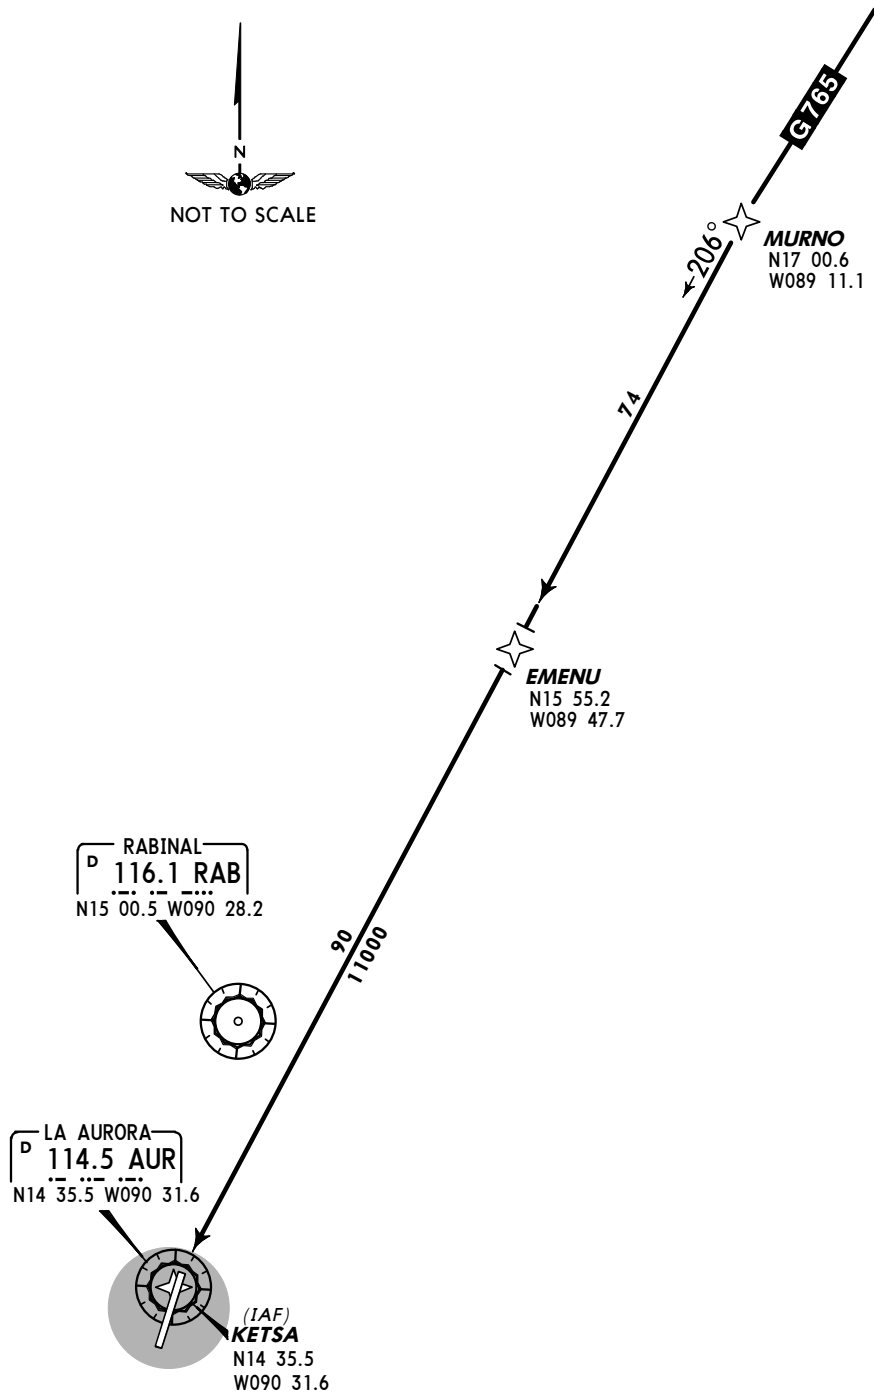 G765
N
NOT TO SCALE
206°
MURNO
N17 00.6
W089 11.1
74
EMENU
N15 55.2
W089 47.7
RABINAL
D 116.1 RAB
N15 00.5 W090 28.2
90
11000
LA AURORA
D 114.5 AUR
N14 35.5 W090 31.6
(IAF)
KETSA
N14 35.5
W090 31.6